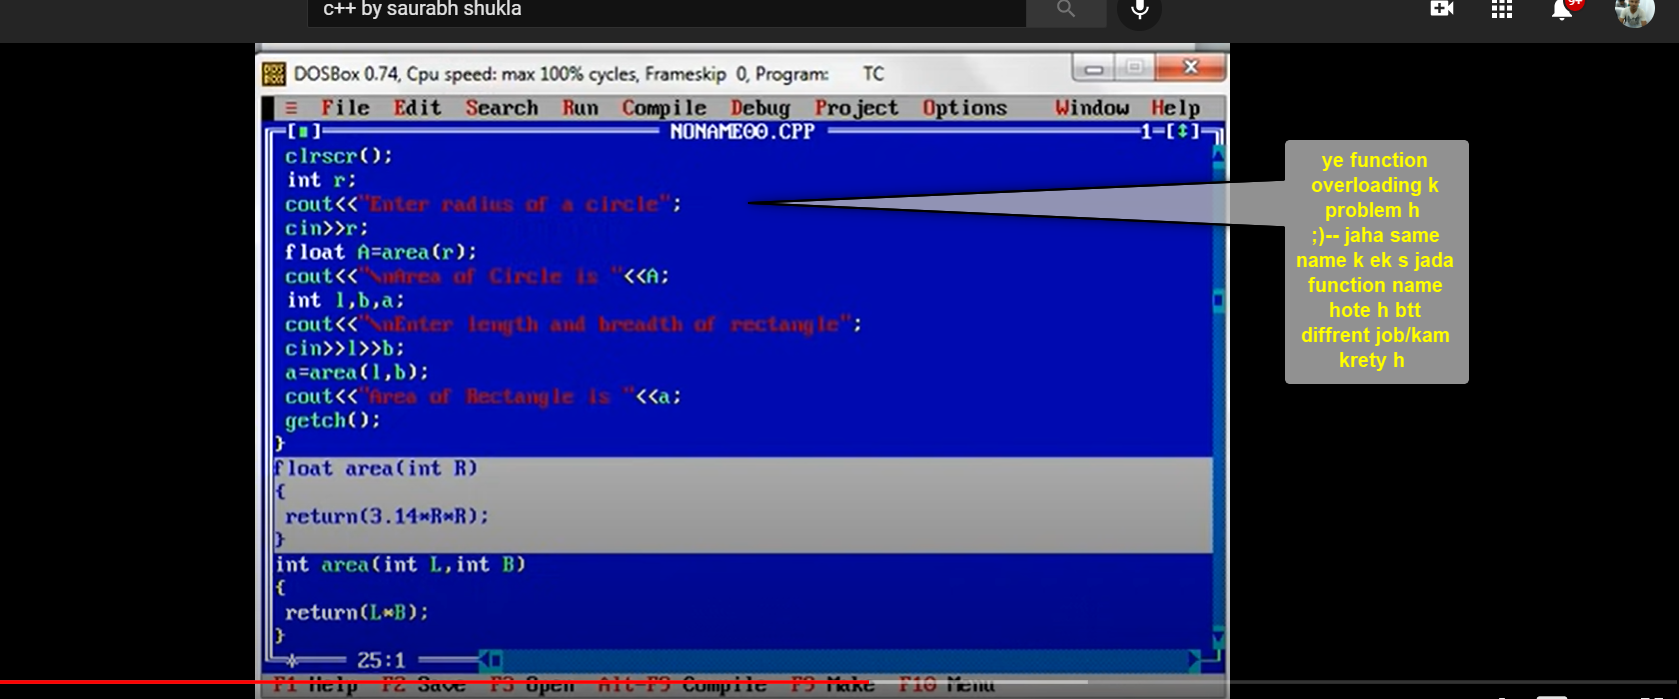 c++ by saurabh shukla
9+
DOSBox 0.74, Cpu speed: max 100% cycles, Frameskip 0, Program: TC
≡ File Edit Search Run Compile Debug Project Options Window Help
[■] NONAME00.CPP 1=[↕]
clrscr();
int r;
cout<<"Enter radius of a circle";
cin>>r;
float A=area(r);
cout<<"\nArea of Circle is "<<A;
int l,b,a;
cout<<"\nEnter length and breadth of rectangle";
cin>>l>>b;
a=area(l,b);
cout<<"Area of Rectangle is "<<a;
getch();
}
float area(int R)
{
return(3.14*R*R);
}
int area(int L,int B)
{
return(L*B);
}
25:1
F1 Help F2 Save F3 Open Alt-F9 Compile F9 Make F10 Menu
ye function
overloading k
problem h
;)-- jaha same
name k ek s jada
function name
hote h btt
diffrent job/kam
krety h